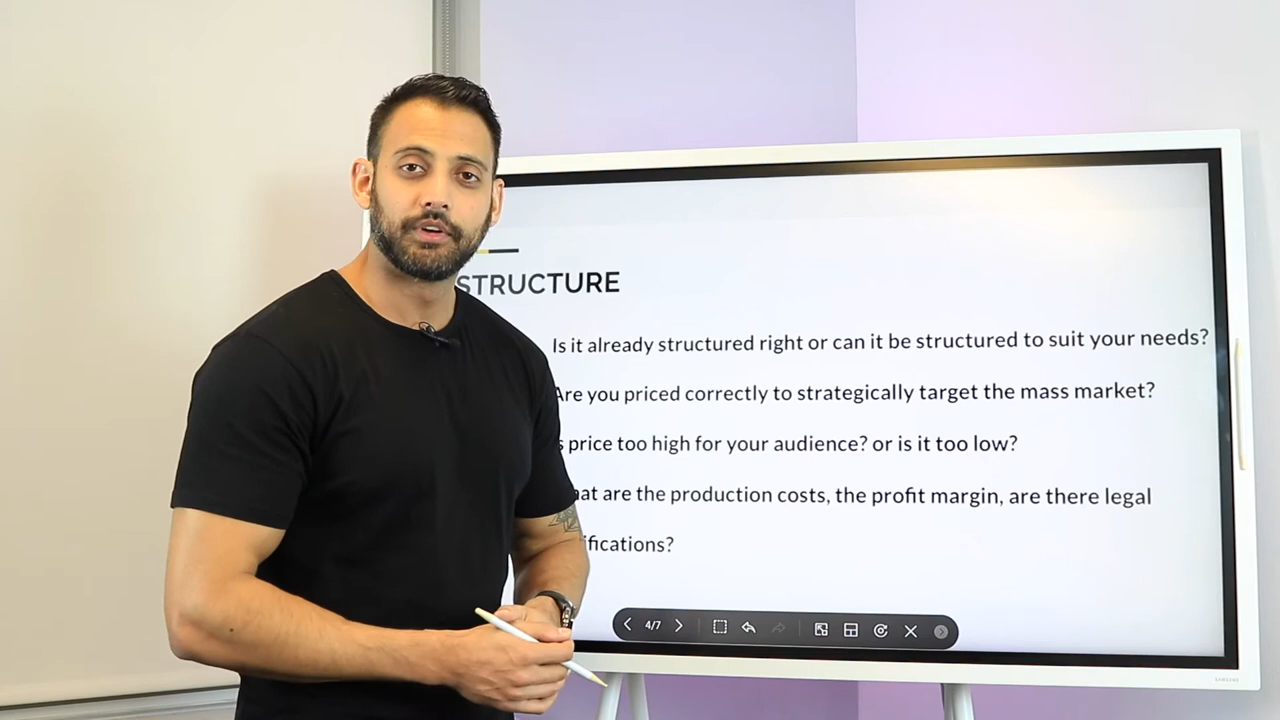 STRUCTURE
Is it already structured right or can it be structured to suit your needs?
Are you priced correctly to strategically target the mass market?
price too high for your audience? or is it too low?
are the production costs, the profit margin, are there legal
4/7
SAMSUNG